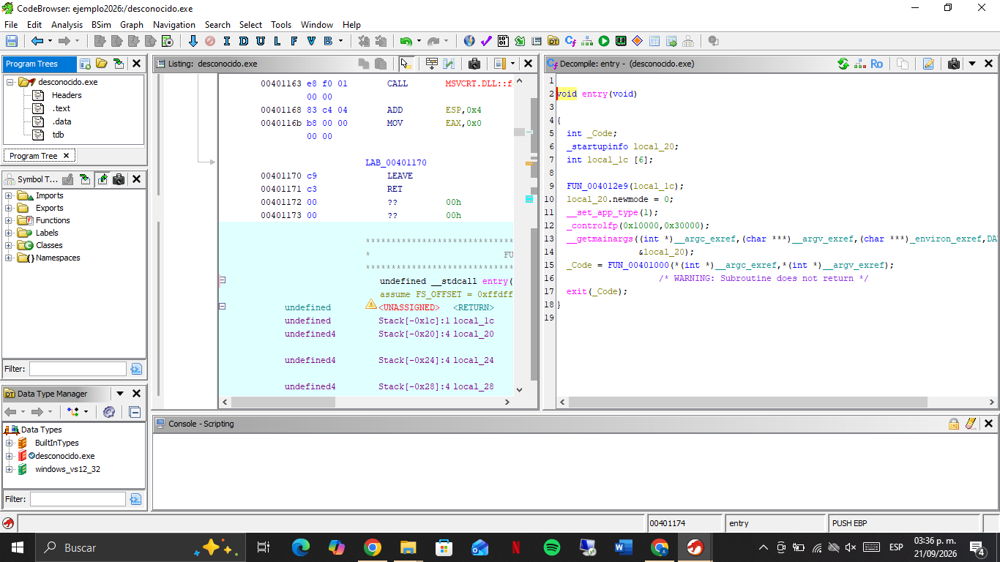 CodeBrowser: ejemplo2026:/desconocido.exe
File Edit Analysis BSim Graph Navigation Search Select Tools Window Help
I D U L F V B
Program Trees
desconocido.exe
Headers
.text
.data
tdb
Program Tree
Symbol T...
Imports
Exports
Functions
Labels
Classes
Namespaces
Filter:
Data Type Manager
Data Types
BuiltInTypes
desconocido.exe
windows_vs12_32
Filter:
Listing: desconocido.exe
00401163 e8 f0 01 CALL MSVCRT.DLL::f
00 00
00401168 83 c4 04 ADD ESP,0x4
0040116b b8 00 00 MOV EAX,0x0
00 00
LAB_00401170
00401170 c9 LEAVE
00401171 c3 RET
00401172 00 ?? 00h
00401173 00 ?? 00h
* FU
undefined __stdcall entry(
assume FS_OFFSET = 0xffdff
undefined <UNASSIGNED> <RETURN>
undefined Stack[-0x1c]:1 local_1c
undefined4 Stack[-0x20]:4 local_20
undefined4 Stack[-0x24]:4 local_24
undefined4 Stack[-0x28]:4 local_28
Decompile: entry - (desconocido.exe)
Ro
1
2 void entry(void)
3
4 {
5 int _Code;
6 _startupinfo local_20;
7 int local_1c [6];
8
9 FUN_004012e9(local_1c);
10 local_20.newmode = 0;
11 __set_app_type(1);
12 _controlfp(0x10000,0x30000);
13 __getmainargs((int *)__argc_exref,(char ***)__argv_exref,(char ***)_environ_exref,DA
14 &local_20);
15 _Code = FUN_00401000(*(int *)__argc_exref,*(int *)__argv_exref);
16 /* WARNING: Subroutine does not return */
17 exit(_Code);
18 }
19
Console - Scripting
00401174 entry PUSH EBP
Buscar
ESP
03:36 p. m.
21/09/2026
4